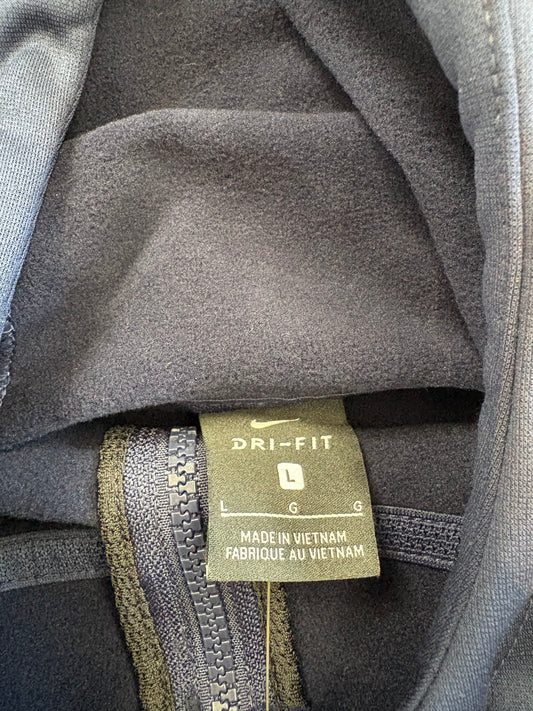 DRI-FIT
L
L G G
MADE IN VIETNAM
FABRIQUE AU VIETNAM